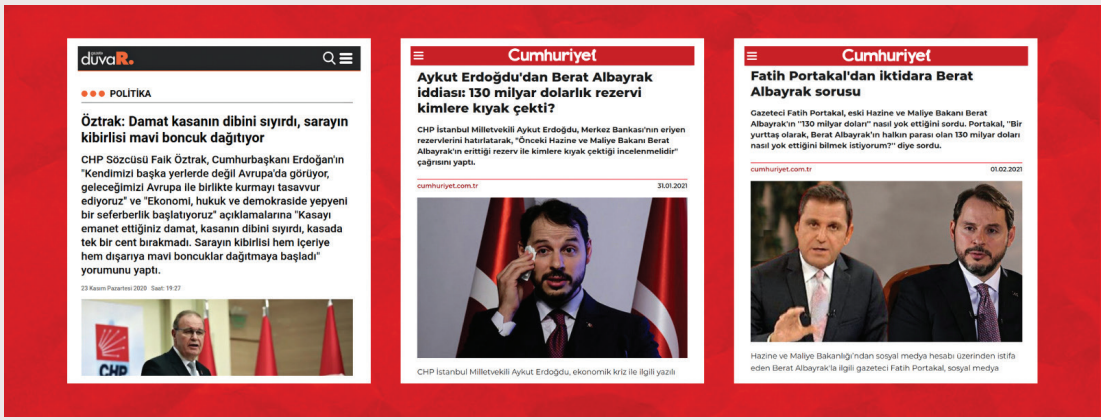 gazete
duvaR.
POLİTİKA
Öztrak: Damat kasanın dibini sıyırdı, sarayın
kibirlisi mavi boncuk dağıtıyor
CHP Sözcüsü Faik Öztrak, Cumhurbaşkanı Erdoğan'ın
"Kendimizi başka yerlerde değil Avrupa'da görüyor,
geleceğimizi Avrupa ile birlikte kurmayı tasavvur
ediyoruz" ve "Ekonomi, hukuk ve demokraside yepyeni
bir seferberlik başlatıyoruz" açıklamalarına "Kasayı
emanet ettiğiniz damat, kasanın dibini sıyırdı, kasada
tek bir cent bırakmadı. Sarayın kibirlisi hem içeriye
hem dışarıya mavi boncuklar dağıtmaya başladı"
yorumunu yaptı.
23 Kasım Pazartesi 2020 Saat: 19:27
CHP
Cumhuriyet
Aykut Erdoğdu'dan Berat Albayrak
iddiası: 130 milyar dolarlık rezervi
kimlere kıyak çekti?
CHP İstanbul Milletvekili Aykut Erdoğdu, Merkez Bankası'nın eriyen
rezervlerini hatırlatarak, "Önceki Hazine ve Maliye Bakanı Berat
Albayrak'ın erittiği rezerv ile kimlere kıyak çektiği incelenmelidir"
çağrısını yaptı.
cumhuriyet.com.tr 31.01.2021
CHP İstanbul Milletvekili Aykut Erdoğdu, ekonomik kriz ile ilgili yazılı
Cumhuriyet
Fatih Portakal'dan iktidara Berat
Albayrak sorusu
Gazeteci Fatih Portakal, eski Hazine ve Maliye Bakanı Berat
Albayrak'ın "130 milyar doları" nasıl yok ettiğini sordu. Portakal, "Bir
yurttaş olarak, Berat Albayrak'ın halkın parası olan 130 milyar doları
nasıl yok ettiğini bilmek istiyorum?" diye sordu.
cumhuriyet.com.tr 01.02.2021
Hazine ve Maliye Bakanlığı'ndan sosyal medya hesabı üzerinden istifa
eden Berat Albayrak'la ilgili gazeteci Fatih Portakal, sosyal medya